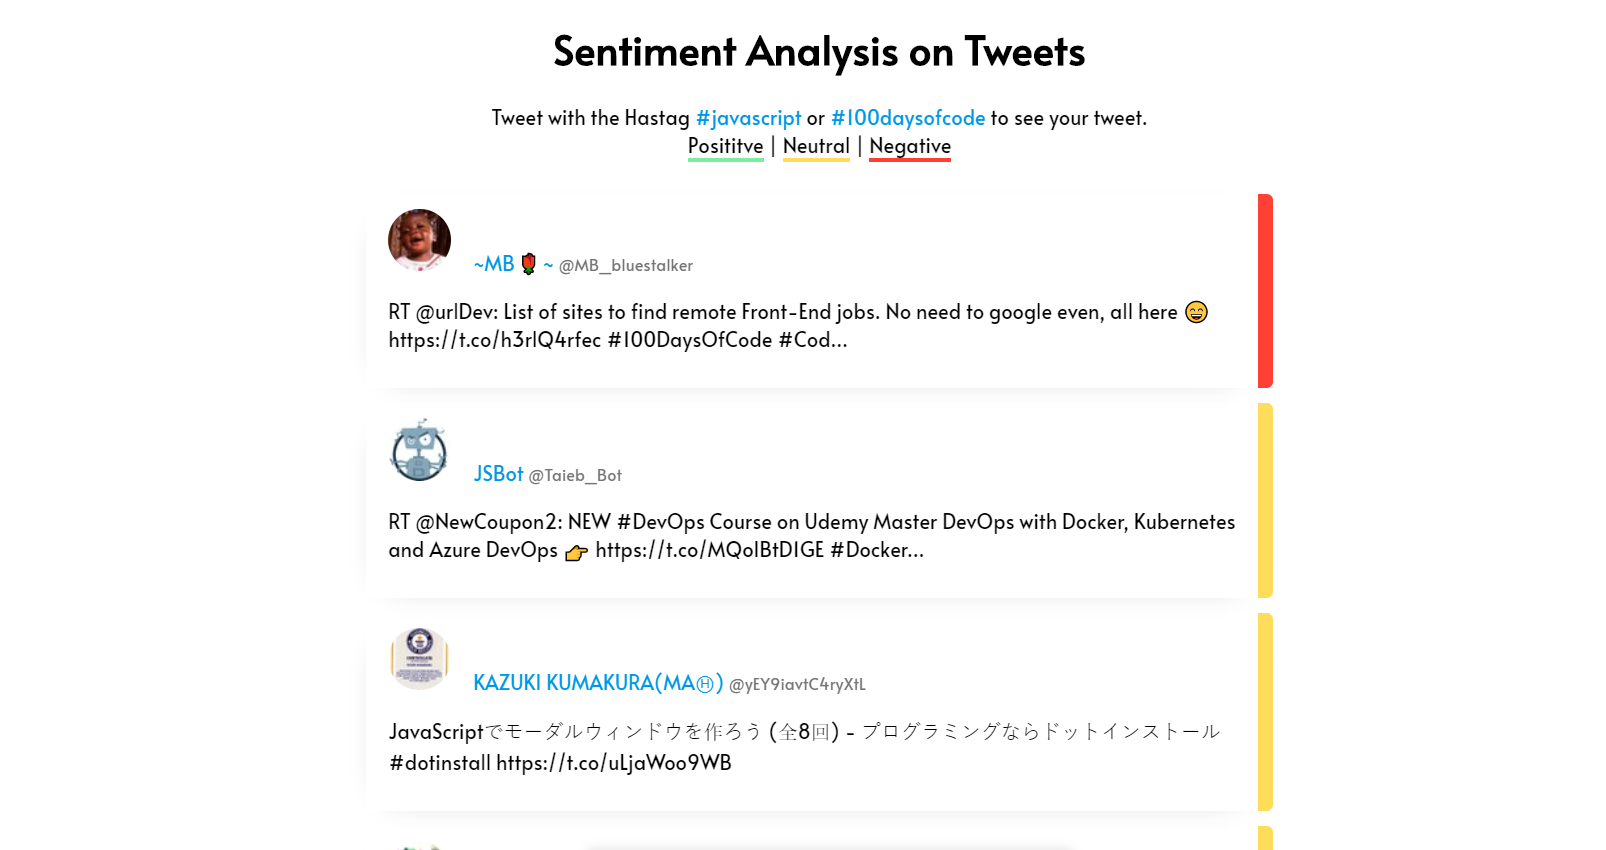 Sentiment Analysis on Tweets
Tweet with the Hastag #javascript or #100daysofcode to see your tweet.
Posititve | Neutral | Negative
~MB🌹~ @MB_bluestalker
RT @urlDev: List of sites to find remote Front-End jobs. No need to google even, all here 😄
https://t.co/h3rlQ4rfec #100DaysOfCode #Cod…
JSBot @Taieb_Bot
RT @NewCoupon2: NEW #DevOps Course on Udemy Master DevOps with Docker, Kubernetes
and Azure DevOps 👉 https://t.co/MQolBtD1GE #Docker…
KAZUKI KUMAKURA(MAⒽ) @yEY9iavtC4ryXtL
JavaScriptでモーダルウィンドウを作ろう (全8回) - プログラミングならドットインストール
#dotinstall https://t.co/uLjaWoo9WB